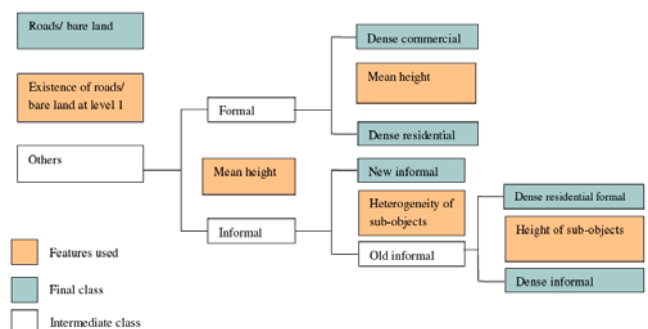 Roads/ bare land
Existence of roads/
bare land at level 1
Others
Formal
Mean height
Informal
Dense commercial
Mean height
Dense residential
New informal
Heterogeneity of
sub-objects
Old informal
Dense residential formal
Height of sub-objects
Dense informal
Features used
Final class
Intermediate class